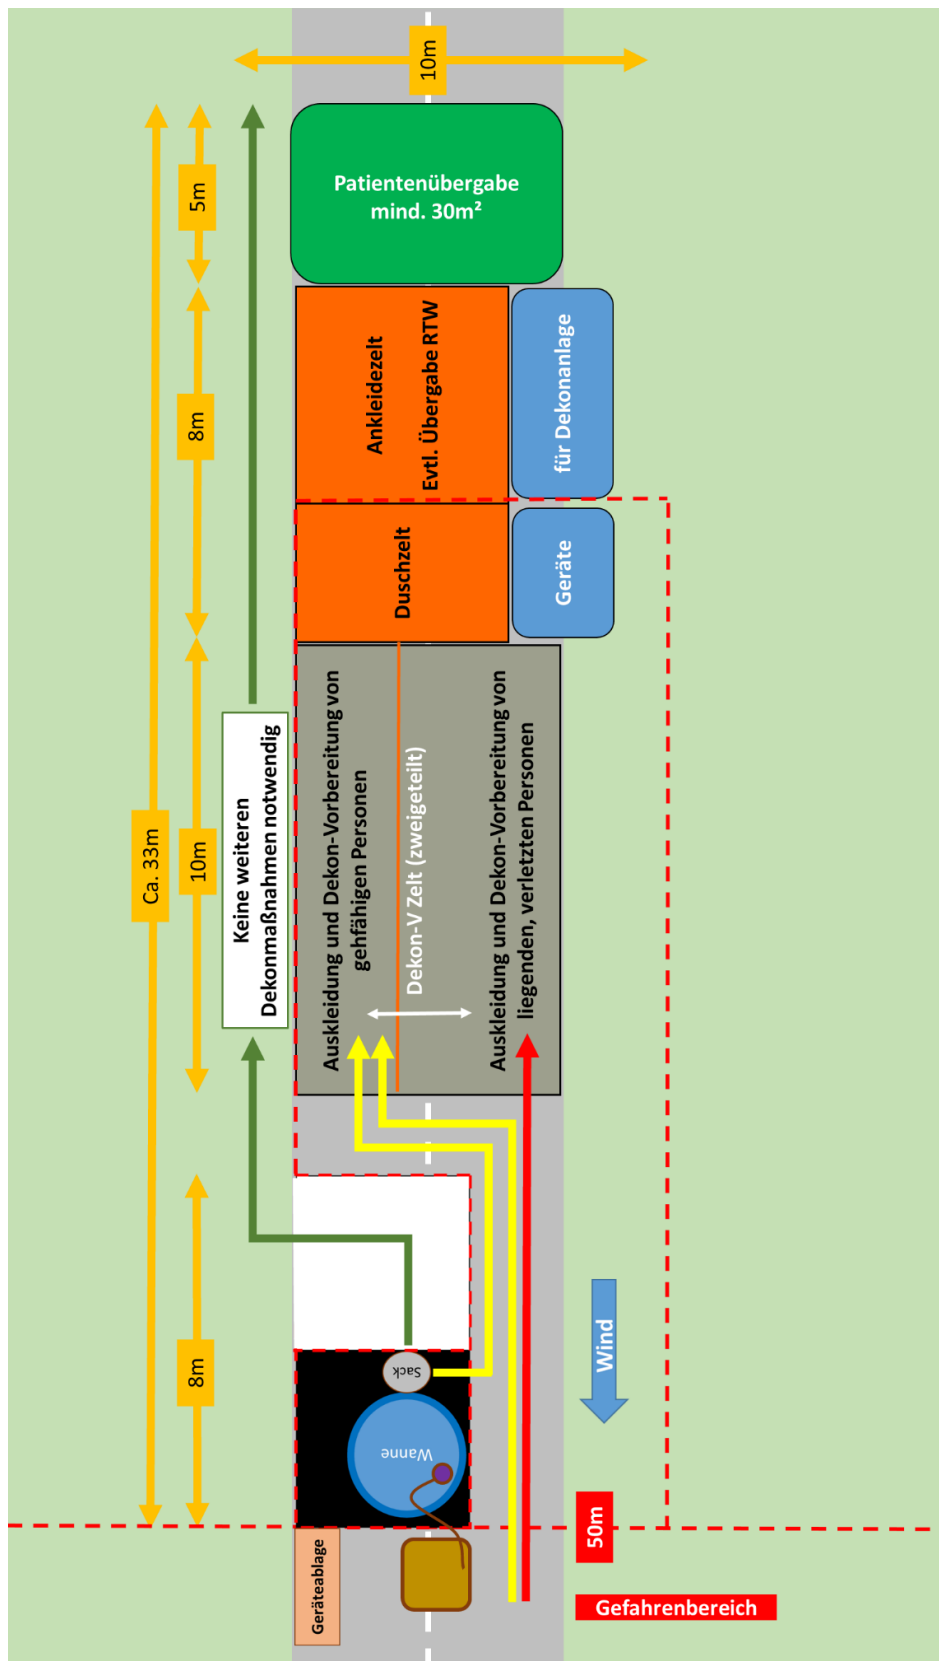 10m
5m
8m
Ca. 33m
10m
8m
Patientenübergabe
mind. 30m²
Ankleidezelt
Evtl. Übergabe RTW
für Dekonanlage
Duschzelt
Geräte
Keine weiteren
Dekonmaßnahmen notwendig
Auskleidung und Dekon-Vorbereitung von
gehfähigen Personen
Dekon-V Zelt (zweigeteilt)
Auskleidung und Dekon-Vorbereitung von
liegenden, verletzten Personen
Wind
Sack
Wanne
50m
Geräteablage
Gefahrenbereich